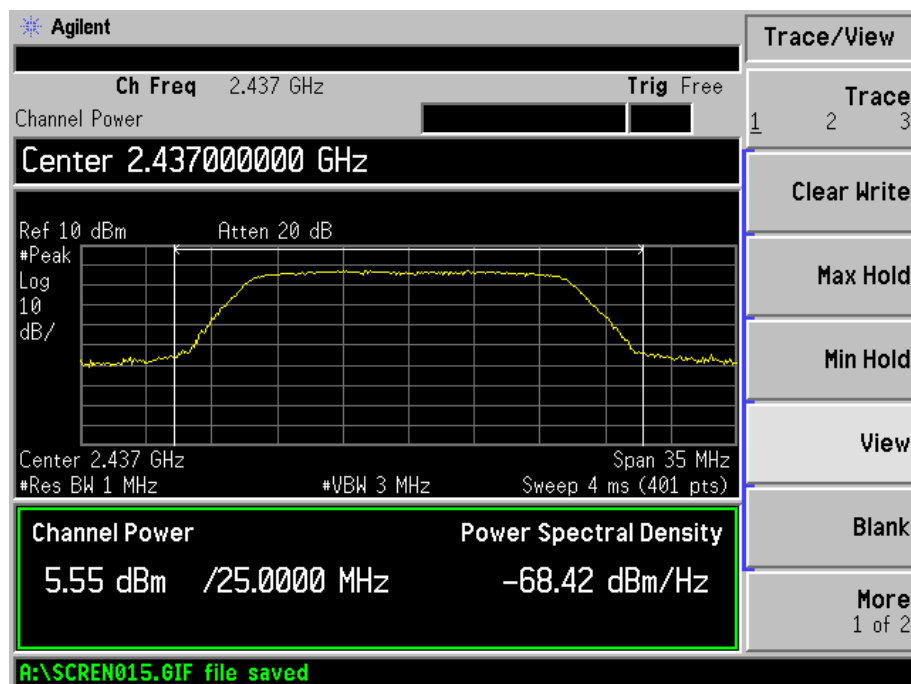 Agilent
Ch Freq 2.437 GHz Trig Free
Channel Power
Center 2.437000000 GHz
Ref 10 dBm Atten 20 dB
#Peak
Log
10
dB/
Center 2.437 GHz Span 35 MHz
#Res BW 1 MHz #VBW 3 MHz Sweep 4 ms (401 pts)
Channel Power Power Spectral Density
5.55 dBm /25.0000 MHz -68.42 dBm/Hz
A:\SCREN015.GIF file saved
Trace/View
Trace
1 2 3
Clear Write
Max Hold
Min Hold
View
Blank
More
1 of 2